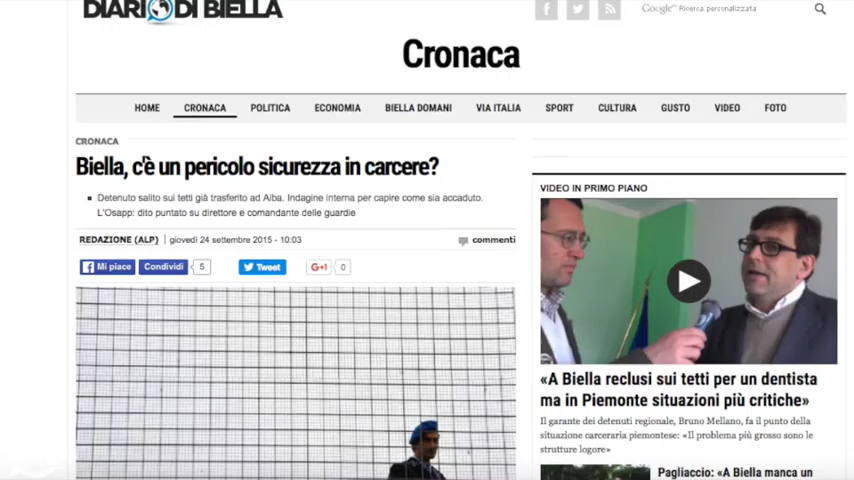 DIARIO DI BIELLA
Google™ Ricerca personalizzata
Cronaca
HOME CRONACA POLITICA ECONOMIA BIELLA DOMANI VIA ITALIA SPORT CULTURA GUSTO VIDEO FOTO
CRONACA
Biella, c'è un pericolo sicurezza in carcere?
Detenuto salito sui tetti già trasferito ad Alba. Indagine interna per capire come sia accaduto.
L'Osapp: dito puntato su direttore e comandante delle guardie
REDAZIONE (ALP) | giovedì 24 settembre 2015 - 10:03 commenti
Mi piace Condividi 5 Tweet G+1 0
VIDEO IN PRIMO PIANO
«A Biella reclusi sui tetti per un dentista
ma in Piemonte situazioni più critiche»
Il garante dei detenuti regionale, Bruno Mellano, fa il punto della
situazione carceraria piemontese: «Il problema più grosso sono le
strutture logore»
Pagliaccio: «A Biella manca un